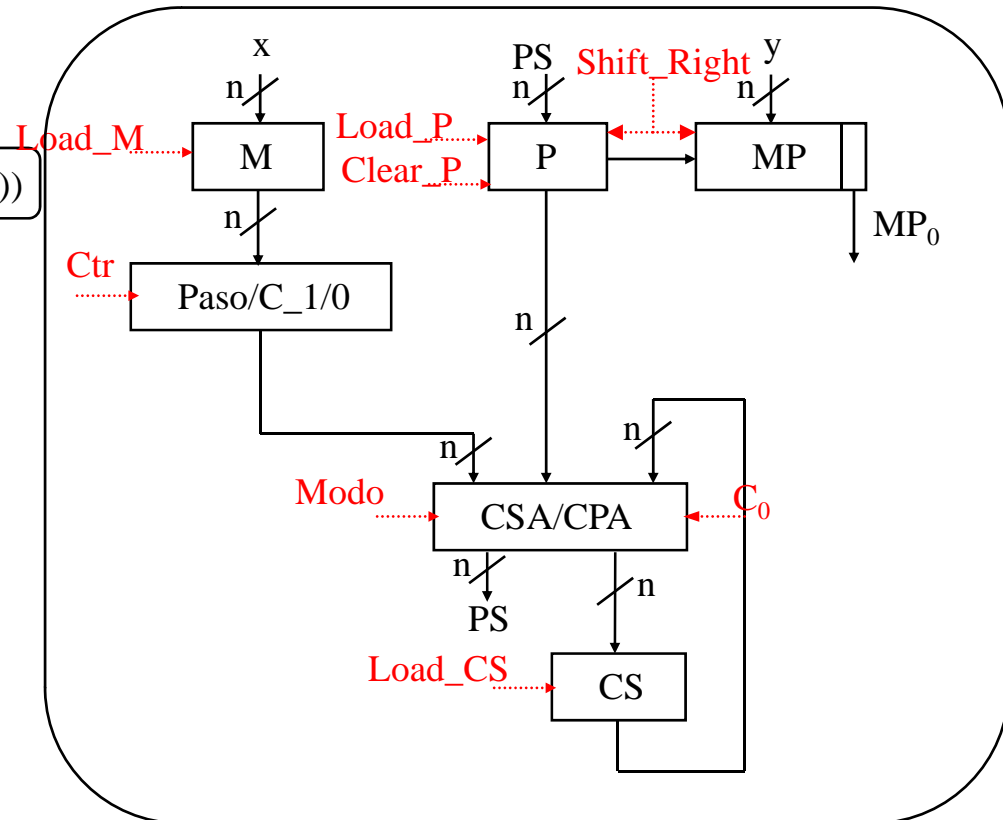 x
PS
Shift_Right
y
n
n
n
Load_M
Load_P
M
P
MP
Clear_P
))
n
MP₀
Ctr
Paso/C_1/0
n
n
n
Modo
CSA/CPA
C₀
n
n
PS
Load_CS
CS